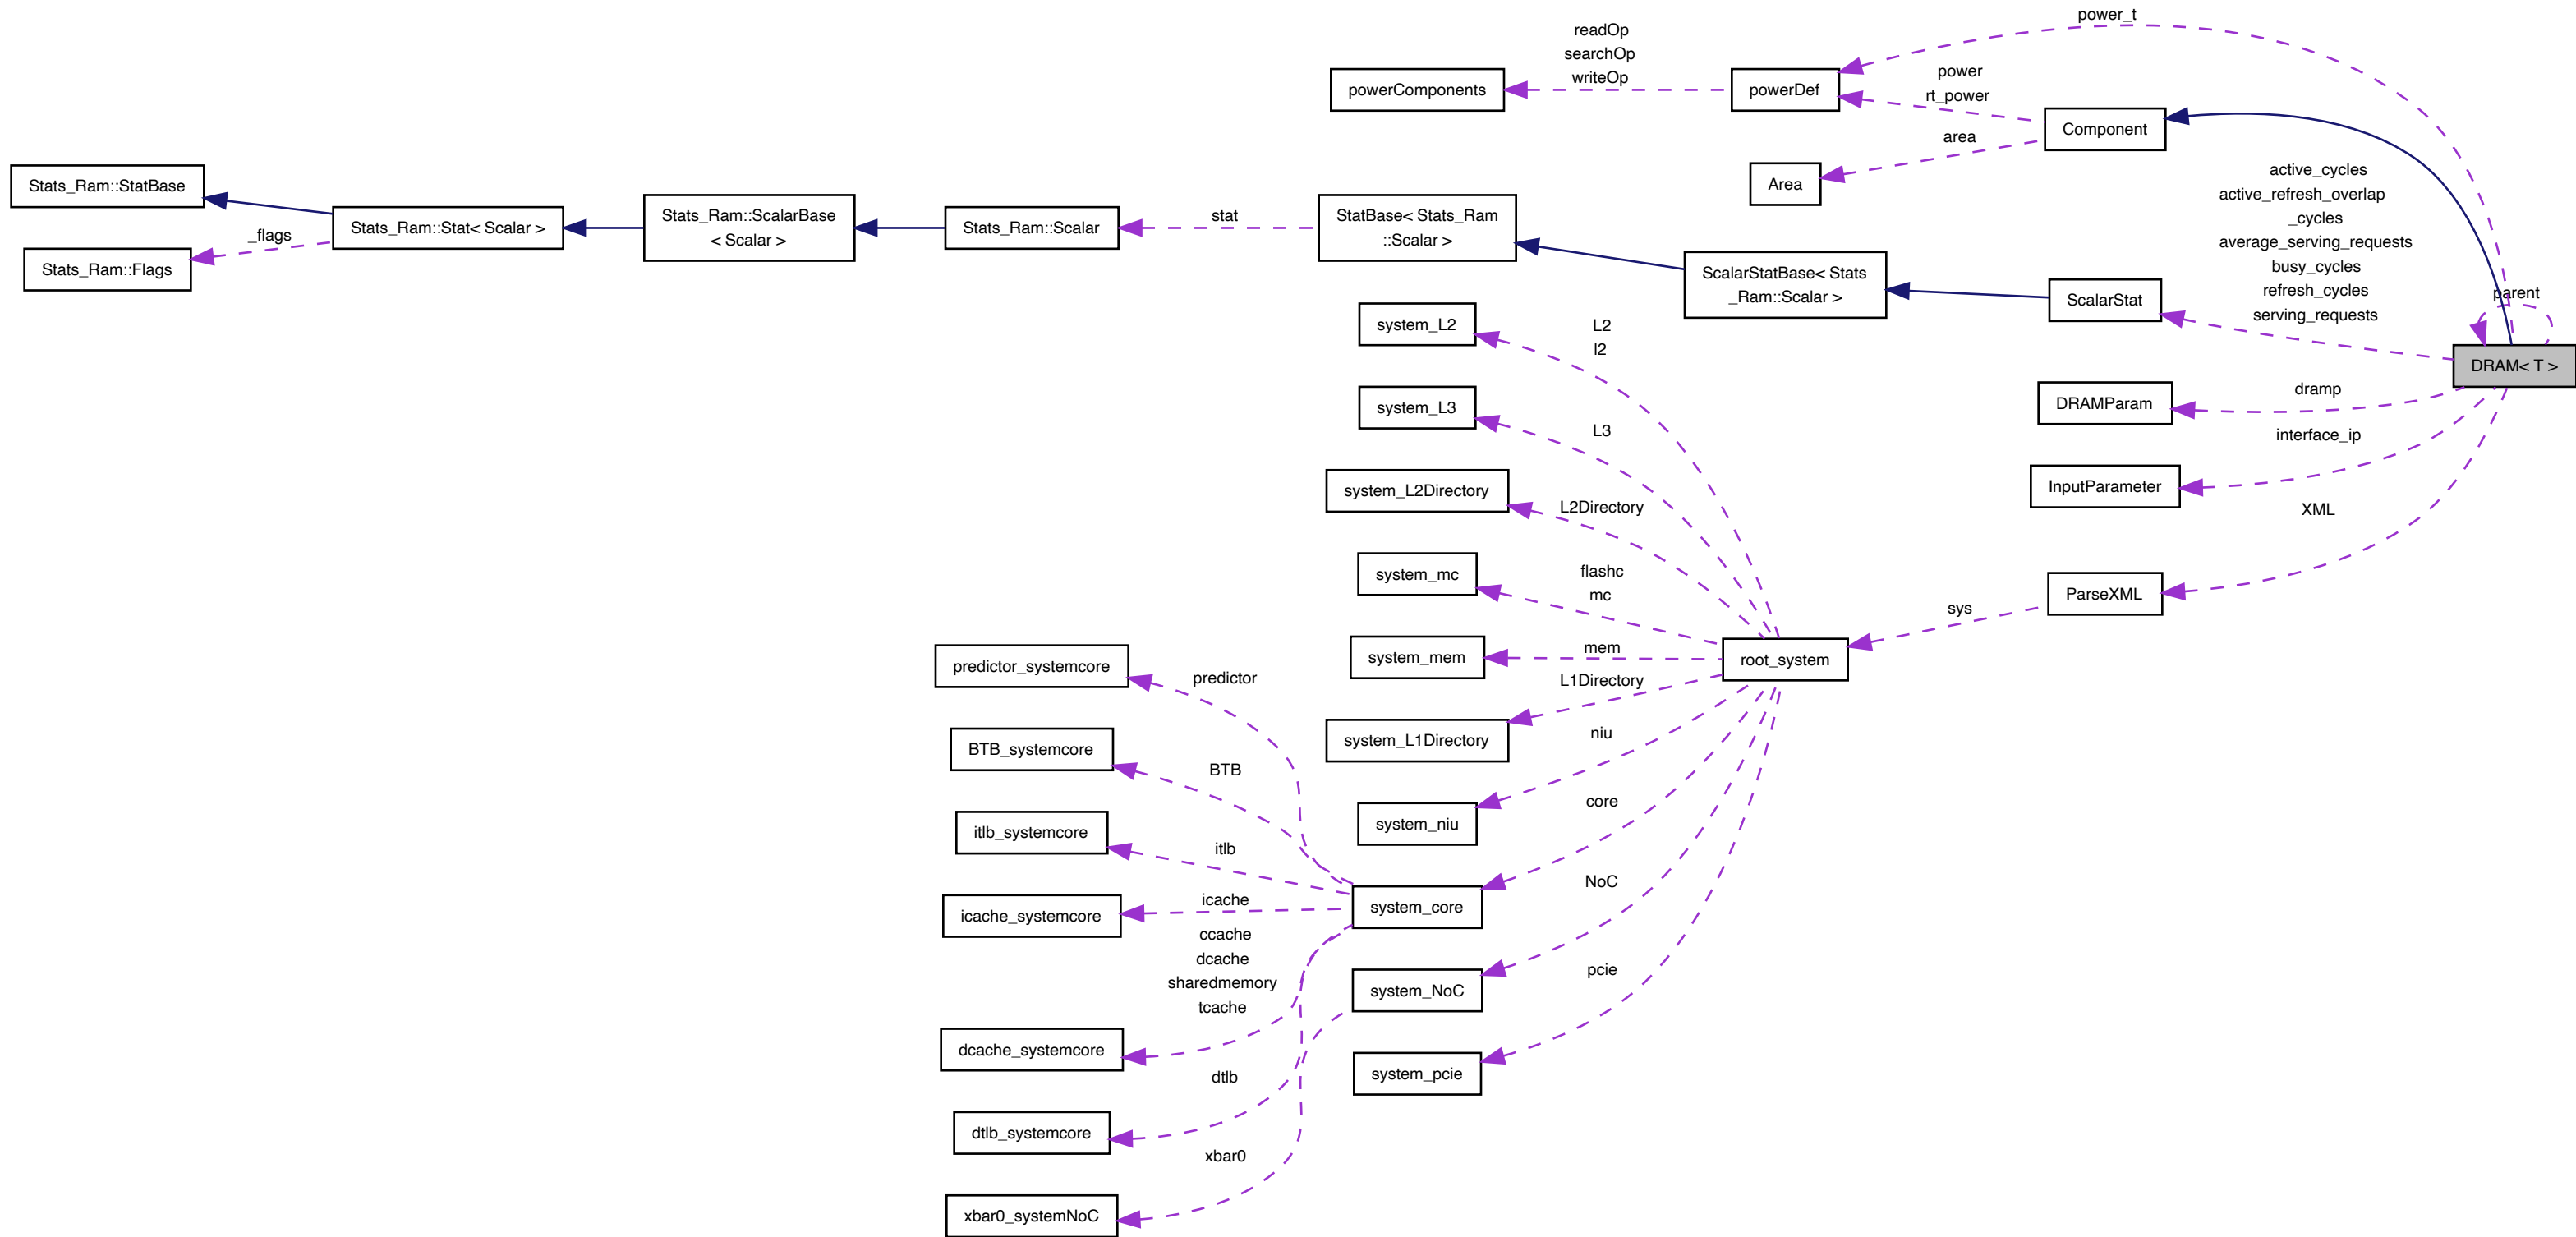 power_t
readOp
searchOp
writeOp
powerComponents
powerDef
power
rt_power
Component
area
Area
Stats_Ram::StatBase
Stats_Ram::Flags
_flags
Stats_Ram::Stat< Scalar >
Stats_Ram::ScalarBase
< Scalar >
Stats_Ram::Scalar
stat
StatBase< Stats_Ram
::Scalar >
ScalarStatBase< Stats
_Ram::Scalar >
ScalarStat
active_cycles
active_refresh_overlap
_cycles
average_serving_requests
busy_cycles
refresh_cycles
serving_requests
parent
DRAM< T >
dramp
DRAMParam
interface_ip
InputParameter
XML
ParseXML
sys
root_system
system_L2
L2
l2
system_L3
L3
system_L2Directory
L2Directory
system_mc
flashc
mc
system_mem
mem
system_L1Directory
L1Directory
system_niu
niu
core
system_core
NoC
system_NoC
pcie
system_pcie
predictor_systemcore
predictor
BTB_systemcore
BTB
itlb_systemcore
itlb
icache_systemcore
icache
ccache
dcache
sharedmemory
tcache
dcache_systemcore
dtlb
dtlb_systemcore
xbar0
xbar0_systemNoC